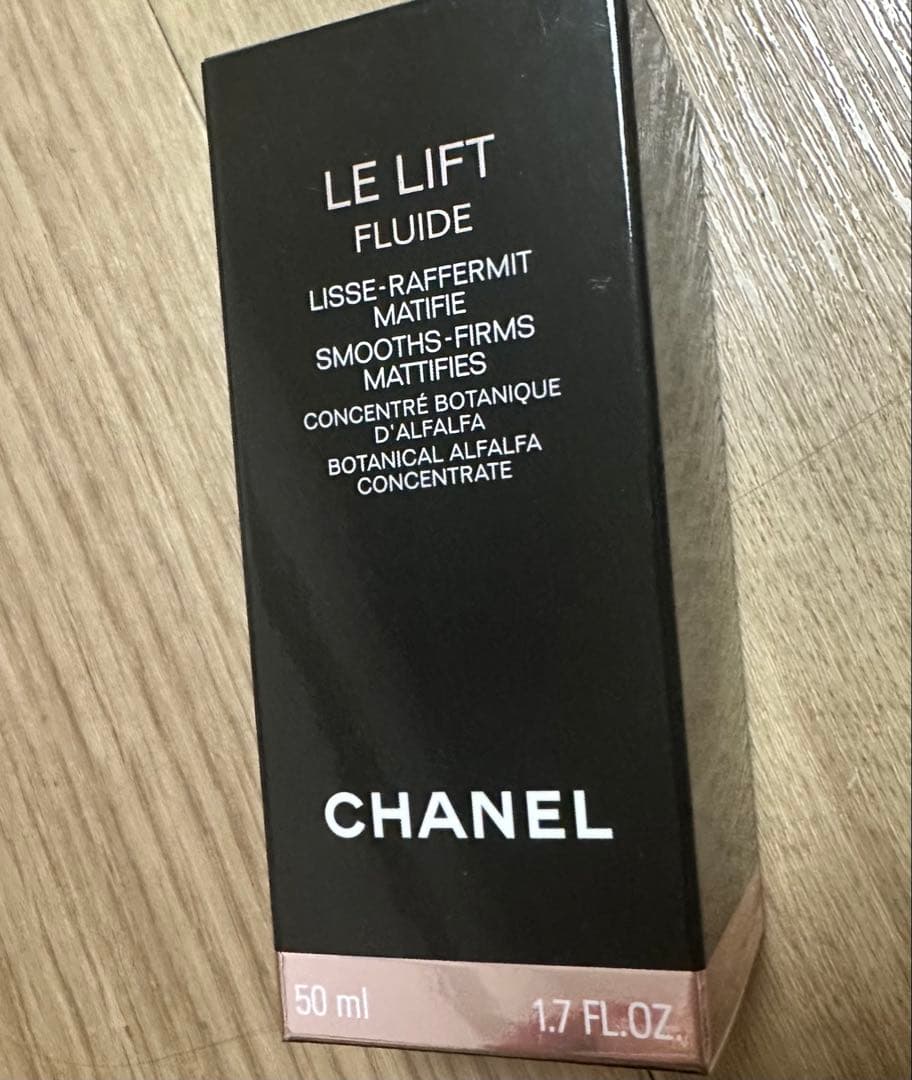 LE LIFT
FLUIDE
LISSE-RAFFERMIT
MATIFIE
SMOOTHS-FIRMS
MATTIFIES
CONCENTRÉ BOTANIQUE
D'ALFALFA
BOTANICAL ALFALFA
CONCENTRATE
CHANEL
50 ml 1.7 FL.OZ.